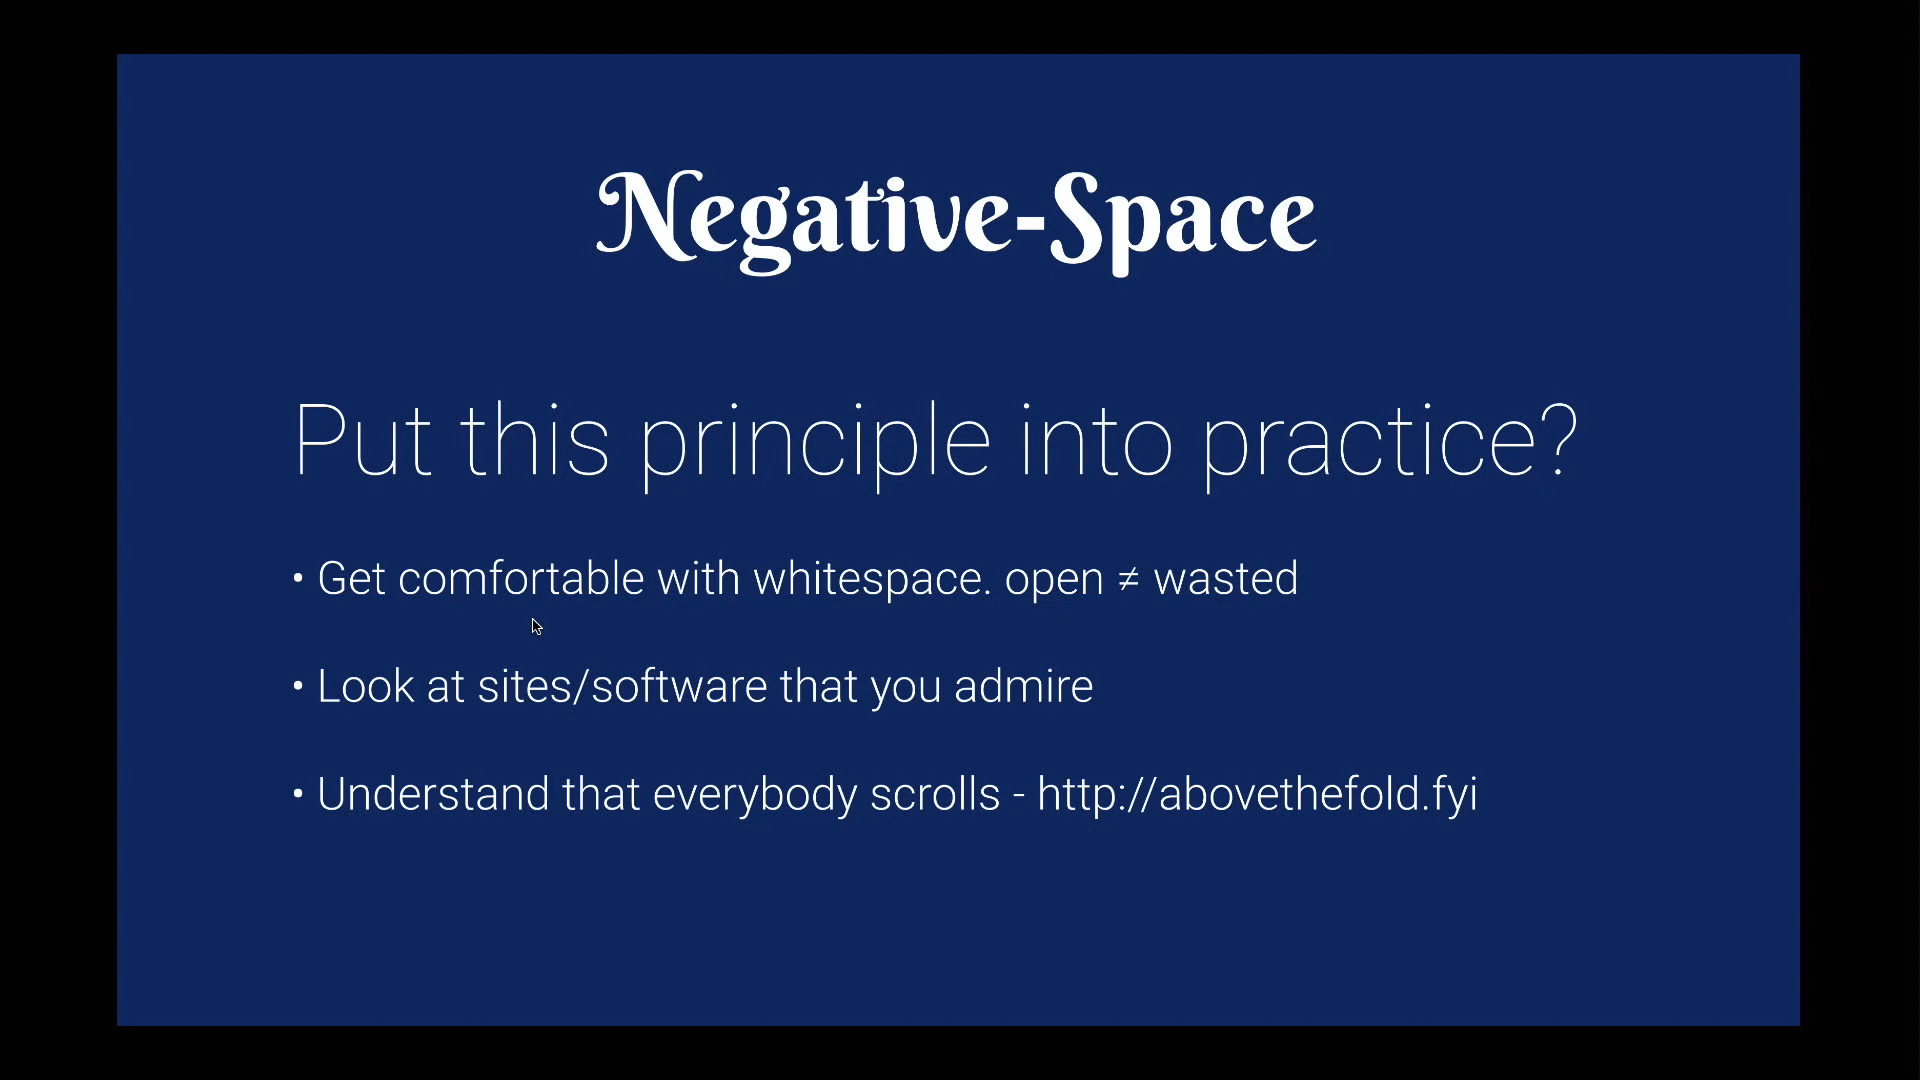 Negative-Space
Put this principle into practice?
• Get comfortable with whitespace. open ≠ wasted
• Look at sites/software that you admire
• Understand that everybody scrolls - http://abovethefold.fyi